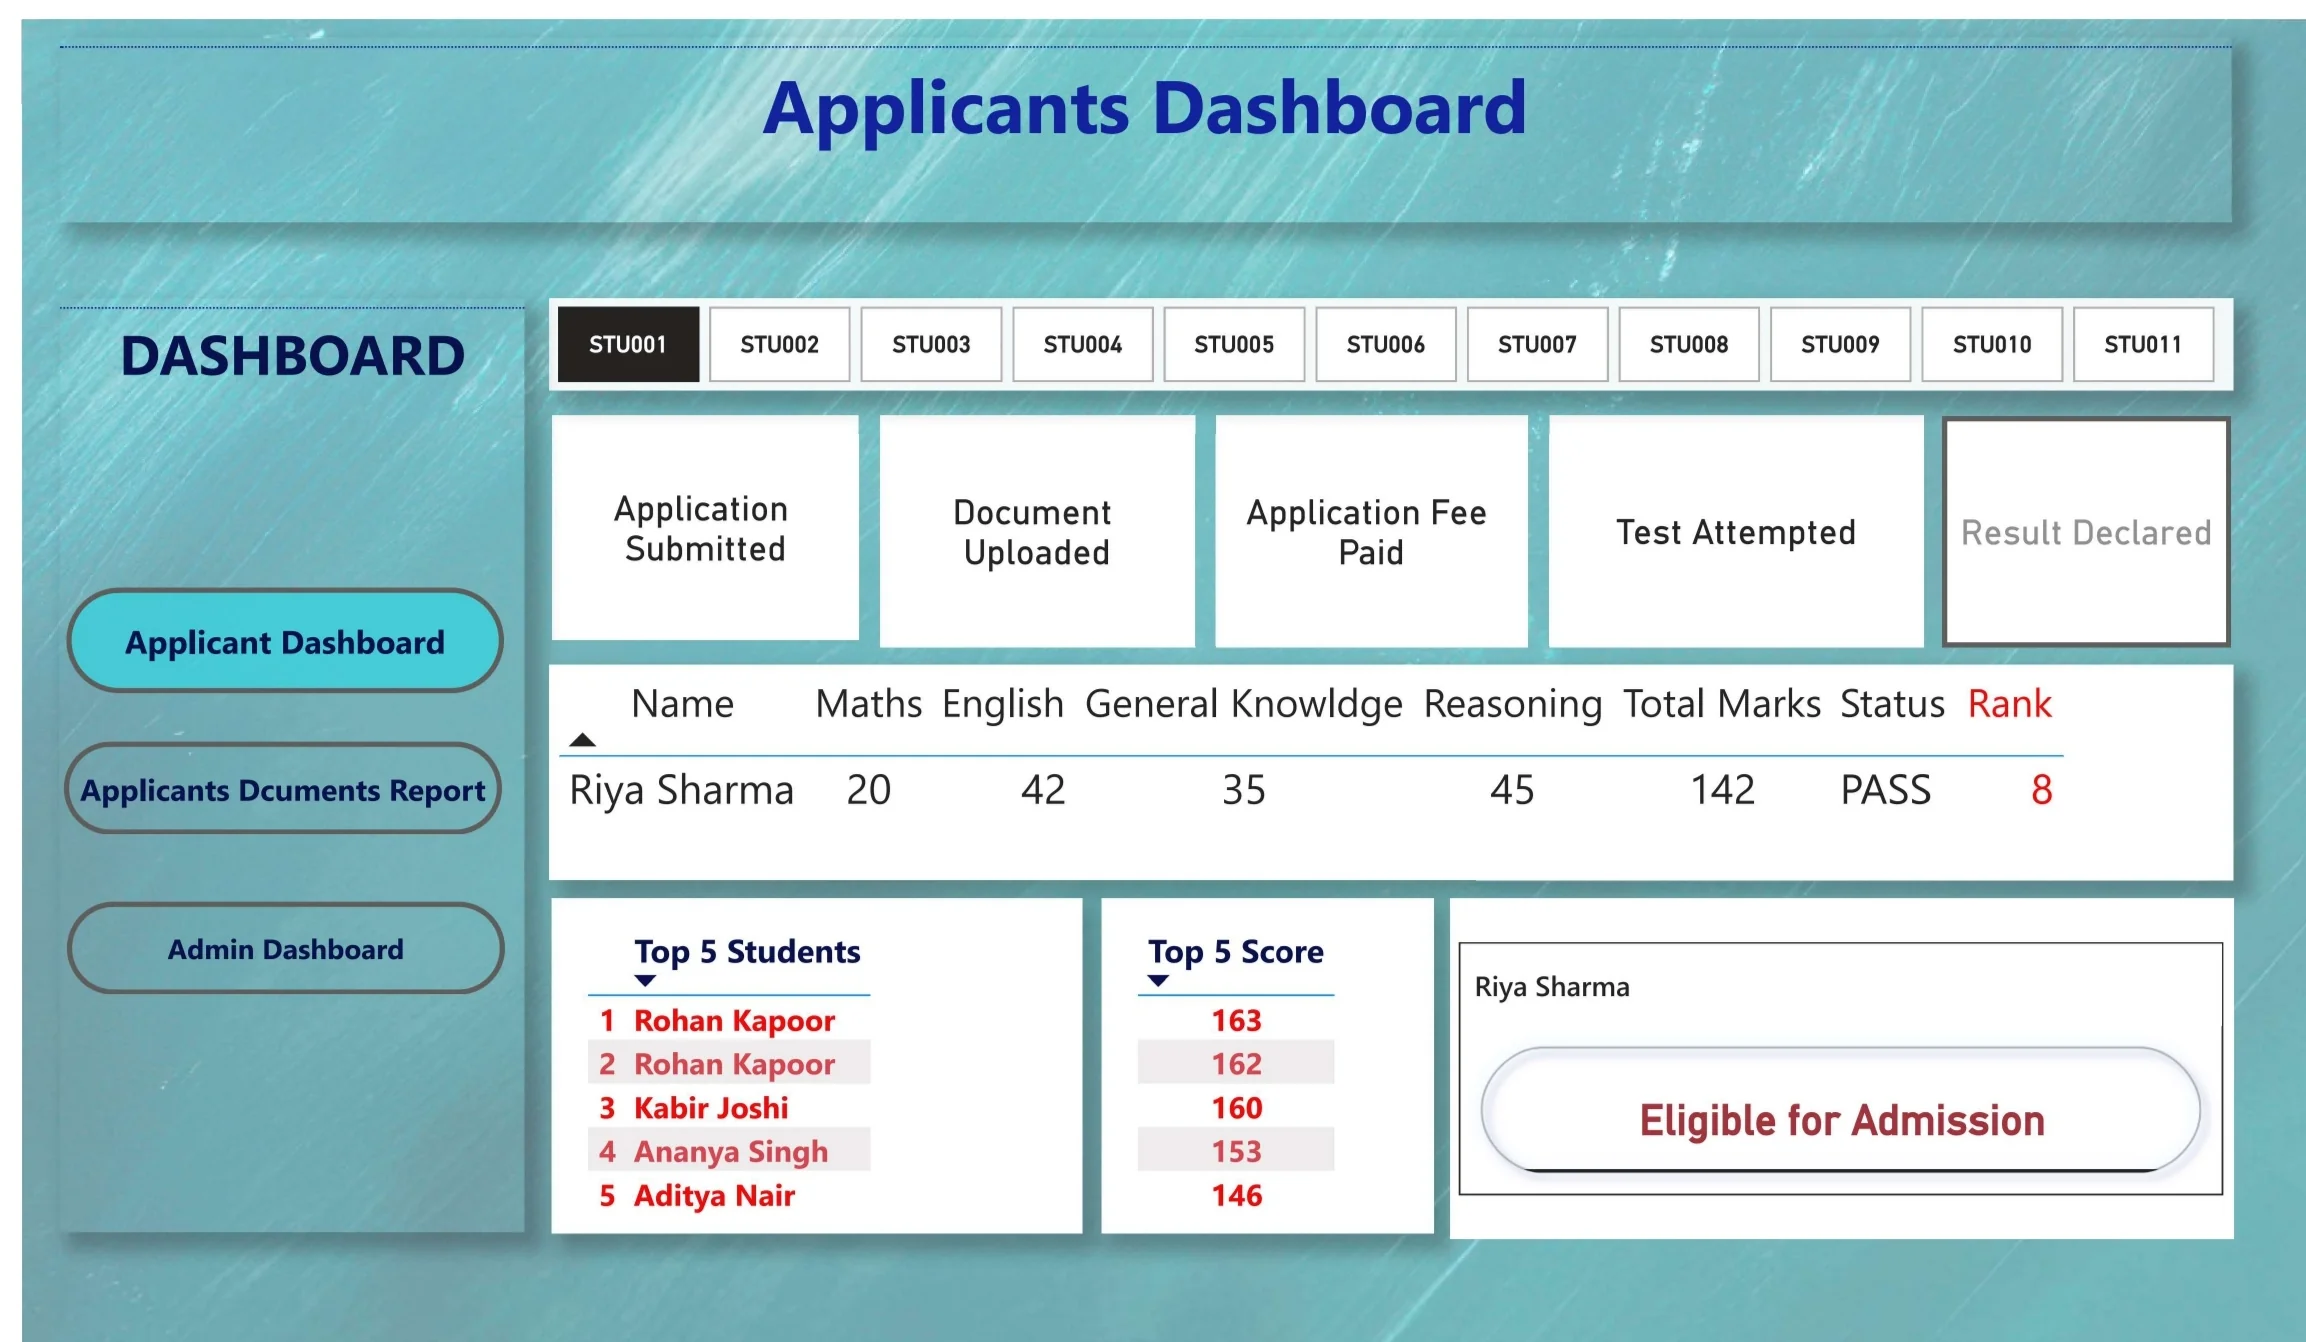 Applicants Dashboard
DASHBOARD
Applicant Dashboard
Applicants Dcuments Report
Admin Dashboard
STU001 STU002 STU003 STU004 STU005 STU006 STU007 STU008 STU009 STU010 STU011
Application
Submitted
Document
Uploaded
Application Fee
Paid
Test Attempted
Result Declared
Name Maths English General Knowldge Reasoning Total Marks Status Rank
Riya Sharma 20 42 35 45 142 PASS 8
Top 5 Students
1 Rohan Kapoor
2 Rohan Kapoor
3 Kabir Joshi
4 Ananya Singh
5 Aditya Nair
Top 5 Score
163
162
160
153
146
Riya Sharma
Eligible for Admission